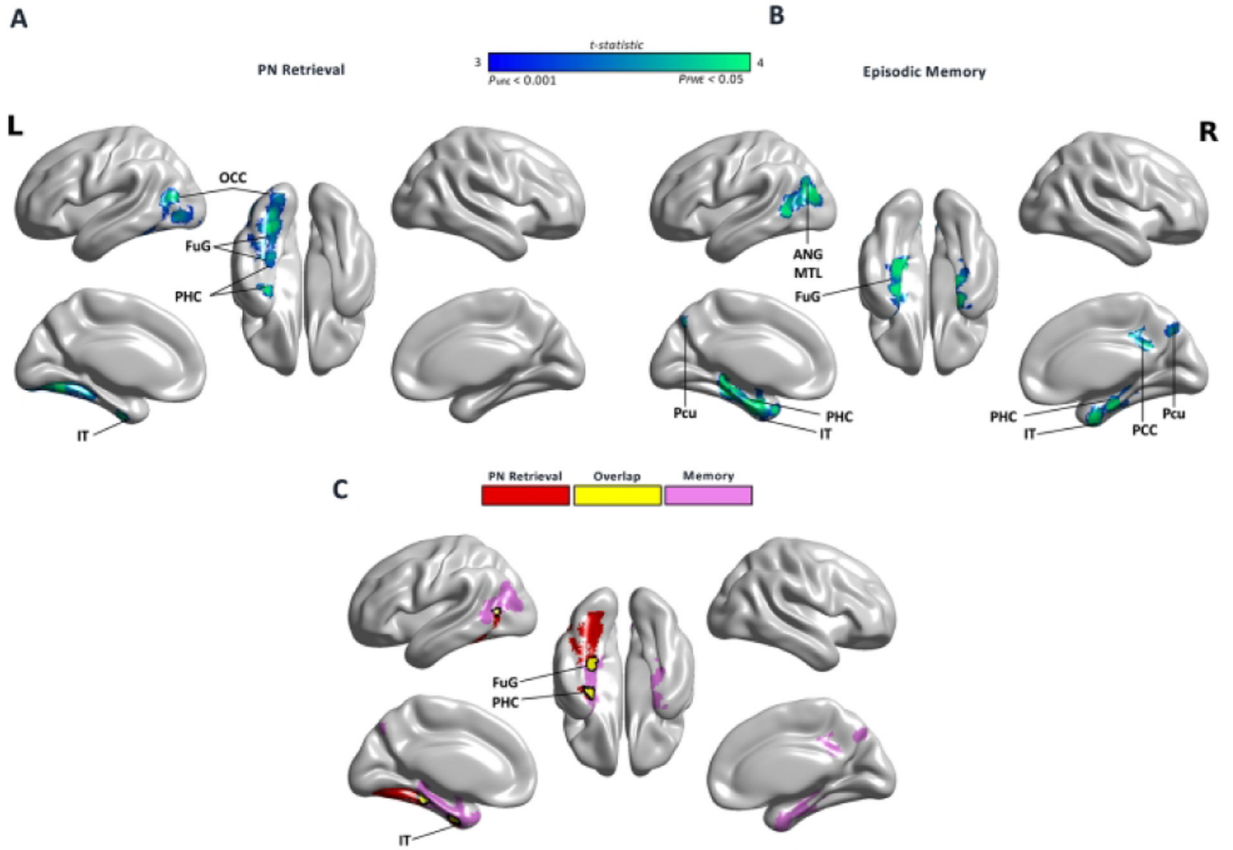 A
B
t-statistic
3
4
Punc < 0.001
PFWE < 0.05
PN Retrieval
Episodic Memory
L
R
OCC
FuG
PHC
IT
ANG
MTL
FuG
Pcu
PHC
IT
PHC
IT
PCC
Pcu
C
PN Retrieval
Overlap
Memory
FuG
PHC
IT